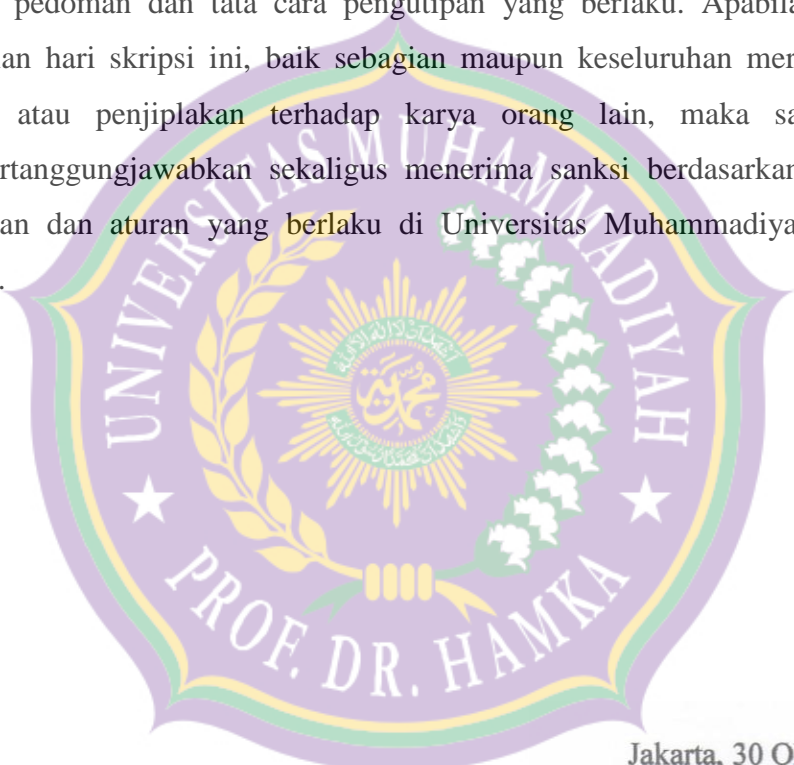 pedoman dan tata cara pengutipan yang berlaku. Apabila
an hari skripsi ini, baik sebagian maupun keseluruhan mer
atau penjiplakan terhadap karya orang lain, maka sa
ertanggungjawabkan sekaligus menerima sanksi berdasarkan
an dan aturan yang berlaku di Universitas Muhammadiya
.
UNIVERSITAS MUHAMMADIYAH
محمدية
PROF. DR. HAMKA
Jakarta, 30 O